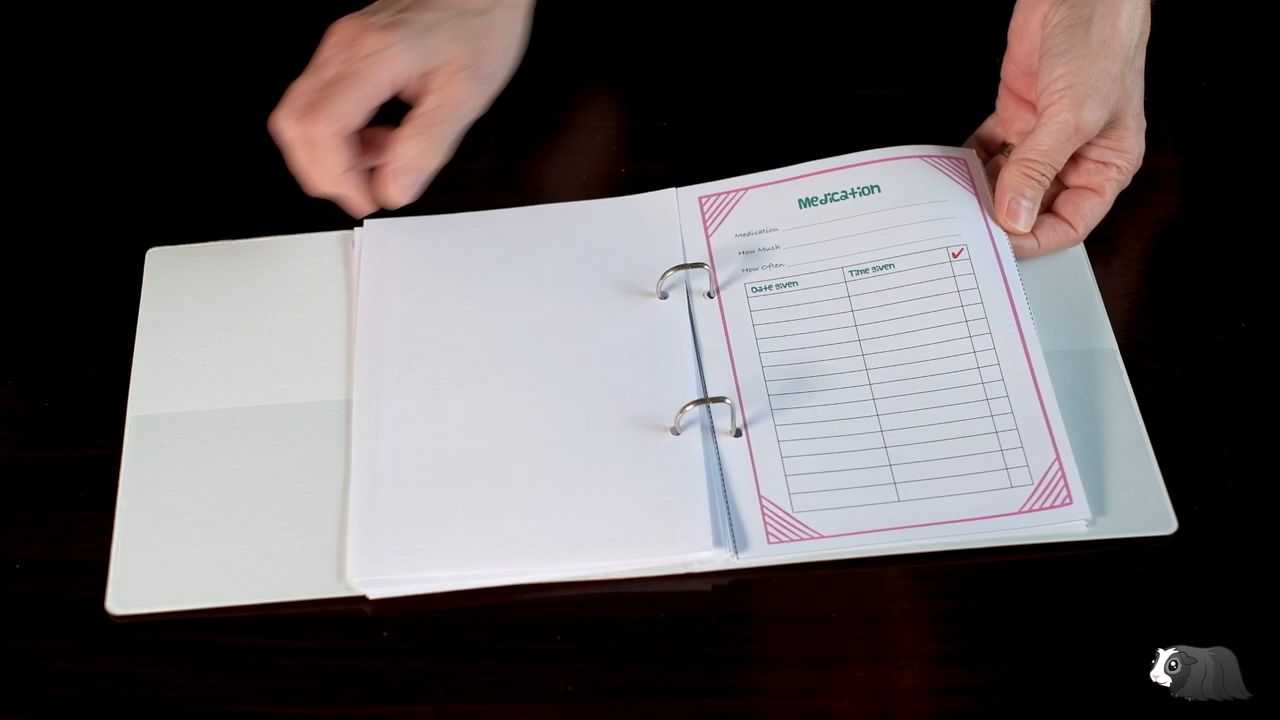 Medication
Medication
How Much
How Often
Date given Time given ✓